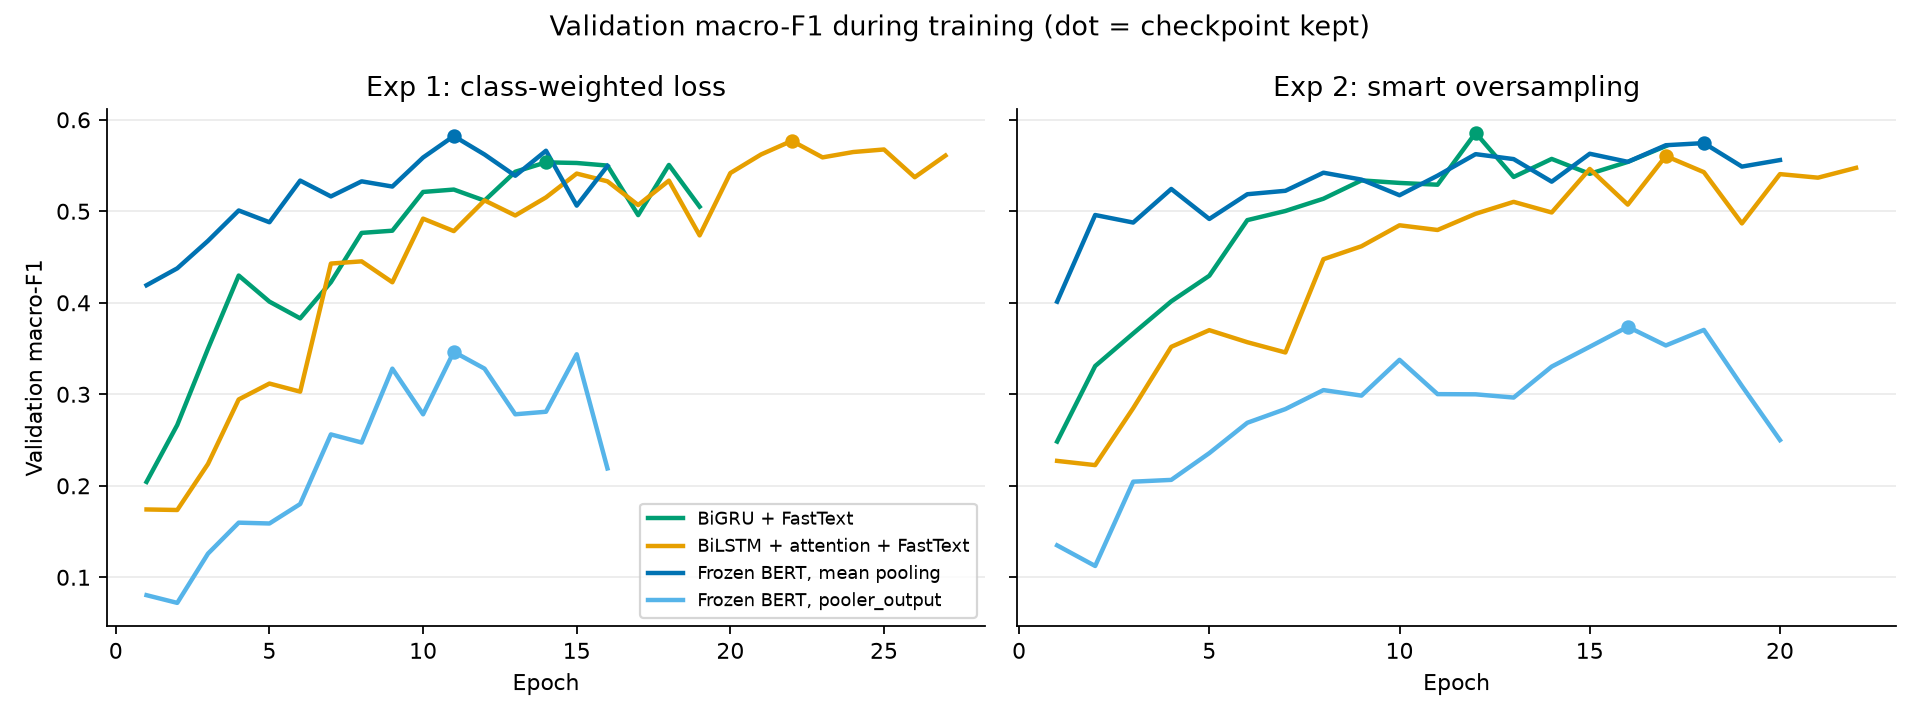 Validation macro-F1 during training (dot = checkpoint kept)
Exp 1: class-weighted loss
Validation macro-F1
0.6
0.5
0.4
0.3
0.2
0.1
BiGRU + FastText
BiLSTM + attention + FastText
Frozen BERT, mean pooling
Frozen BERT, pooler_output
0 5 10 15 20 25
Epoch
Exp 2: smart oversampling
0 5 10 15 20
Epoch